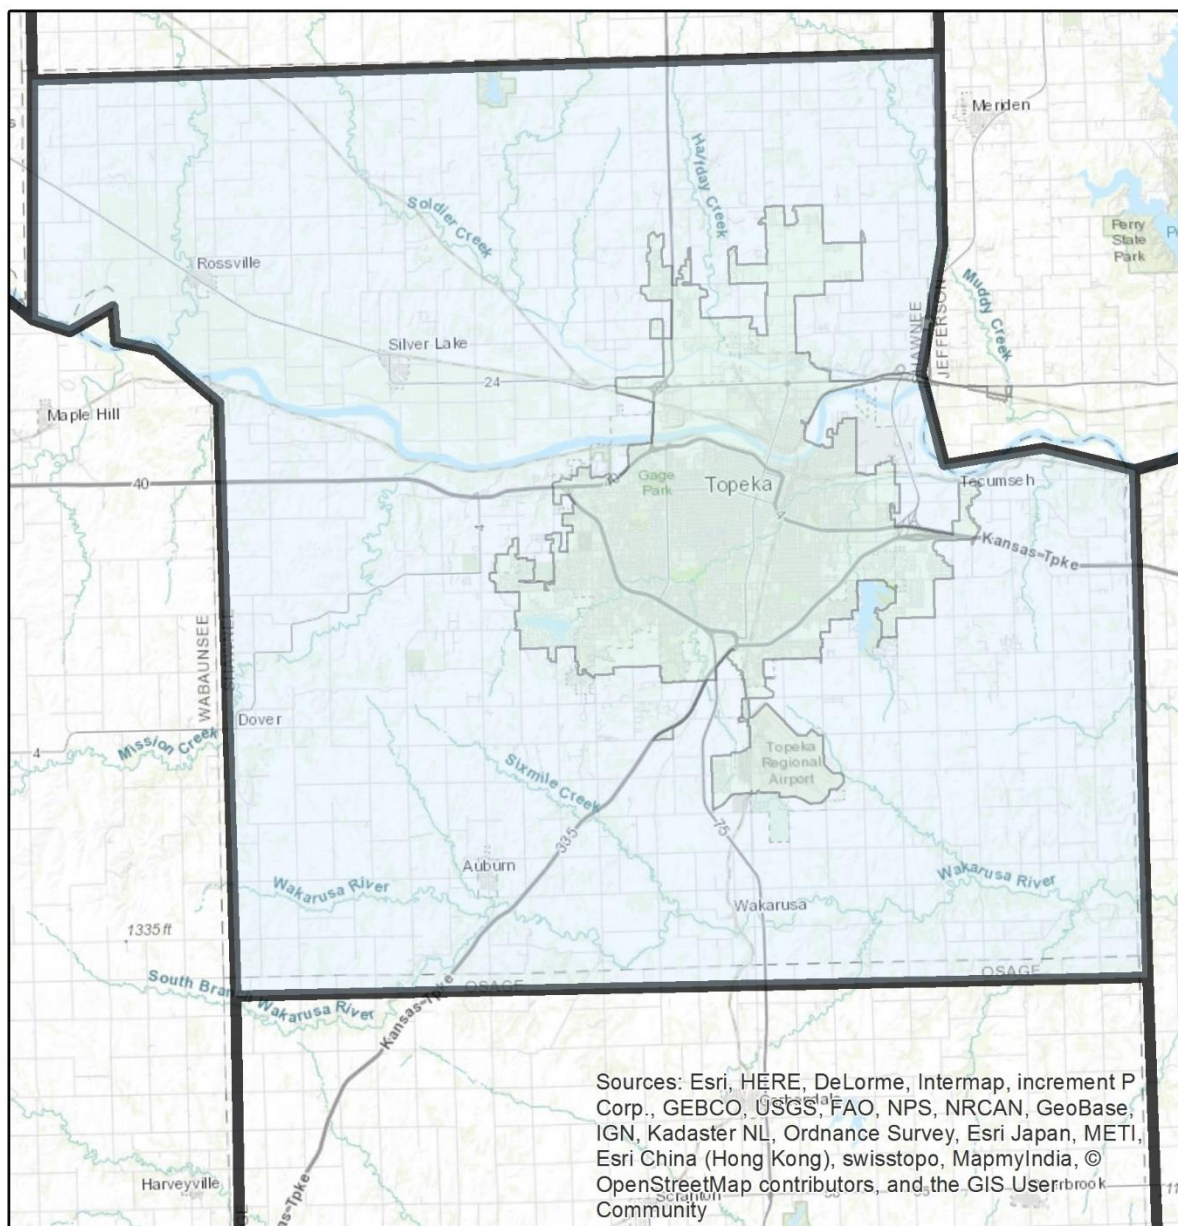 Meriden
Halfday Creek
Soldier Creek
Perry
State
Park
Rossville
Muddy Creek
JEFFERSON
Silver Lake
24
Maple Hill
40
Gage
Park
Topeka
Tecumseh
4
Kansas-Tpke
WABAUNSEE
Dover
Mission Creek
4
Sixmile Creek
Topeka
Regional
Airport
335
75
Auburn
Wakarusa River
Wakarusa River
Wakarusa
1335 ft
OSAGE
OSAGE
South Bran
Wakarusa River
Kansas-Tpke
Sources: Esri, HERE, DeLorme, Intermap, increment P
Corp., GEBCO, USGS, FAO, NPS, NRCAN, GeoBase,
IGN, Kadaster NL, Ordnance Survey, Esri Japan, METI,
Esri China (Hong Kong), swisstopo, MapmyIndia, ©
OpenStreetMap contributors, and the GIS User
Community
Harveyville
Scranton